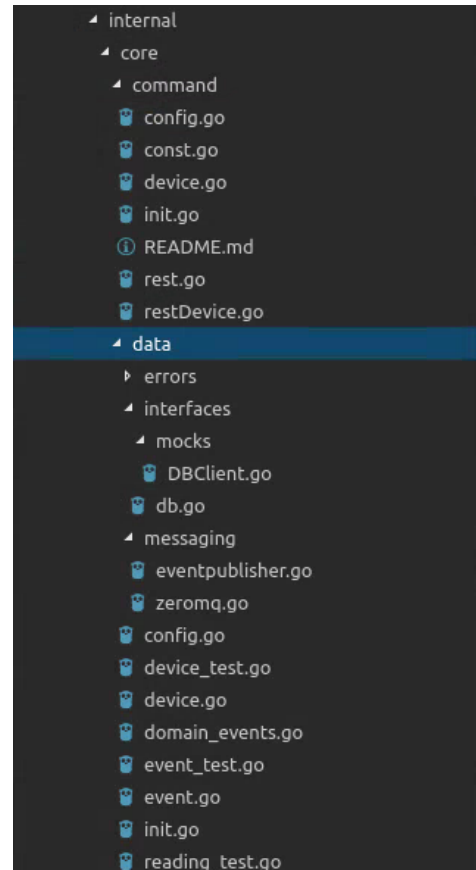 internal
core
command
config.go
const.go
device.go
init.go
README.md
rest.go
restDevice.go
data
errors
interfaces
mocks
DBClient.go
db.go
messaging
eventpublisher.go
zeromq.go
config.go
device_test.go
device.go
domain_events.go
event_test.go
event.go
init.go
reading_test.go